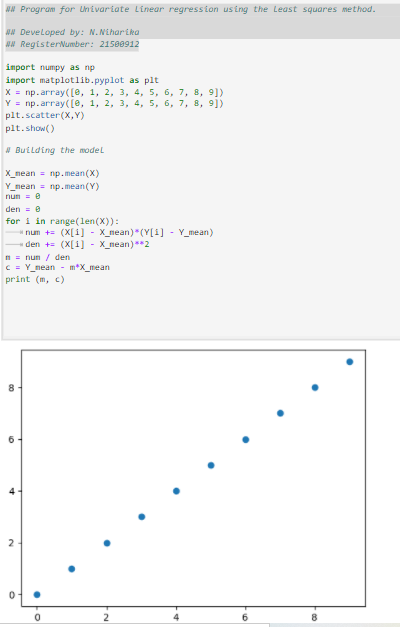 ## Program for Univariate Linear regression using the Least squares method.
## Developed by: N.Niharika
## RegisterNumber: 21500912
import numpy as np
import matplotlib.pyplot as plt
X = np.array([0, 1, 2, 3, 4, 5, 6, 7, 8, 9])
Y = np.array([0, 1, 2, 3, 4, 5, 6, 7, 8, 9])
plt.scatter(X,Y)
plt.show()
# Building the model
X_mean = np.mean(X)
Y_mean = np.mean(Y)
num = 0
den = 0
for i in range(len(X)):
num += (X[i] - X_mean)*(Y[i] - Y_mean)
den += (X[i] - X_mean)**2
m = num / den
c = Y_mean - m*X_mean
print (m, c)
8
6
4
2
0
0 2 4 6 8